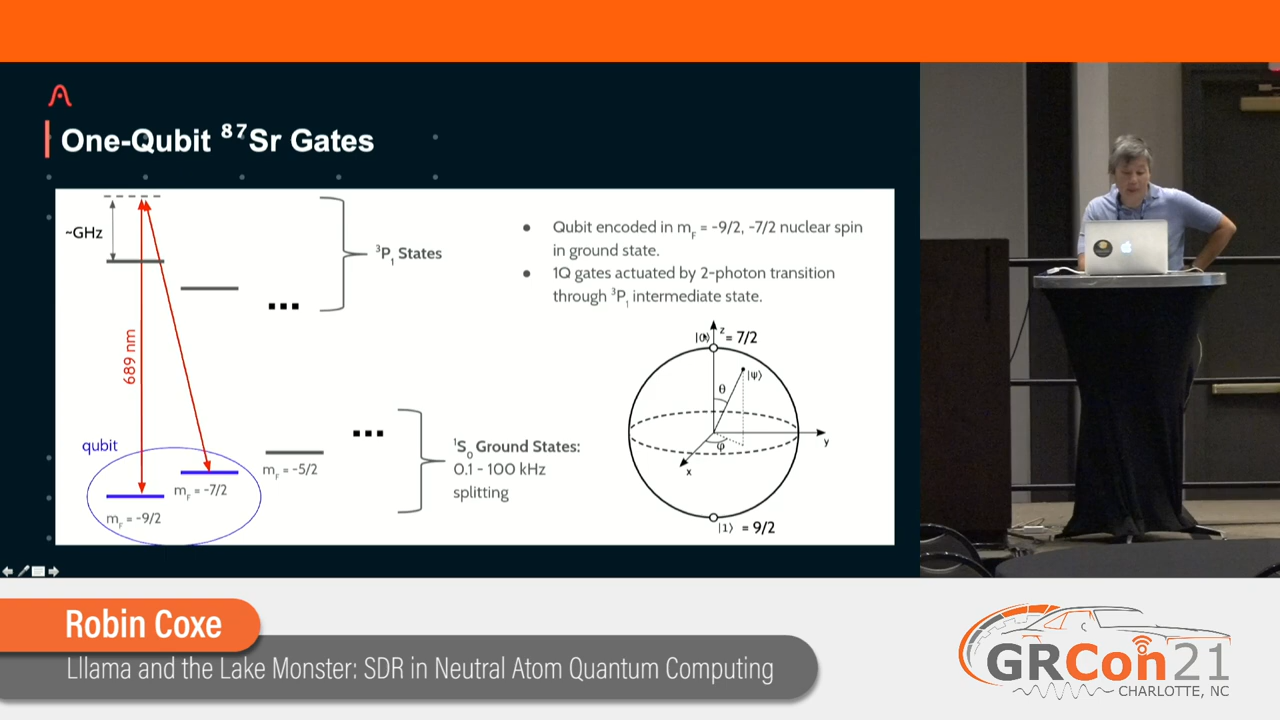 One-Qubit ⁸⁷Sr Gates
~GHz
³P₁ States
689 nm
qubit
m_F = -9/2
m_F = -7/2
m_F = -5/2
¹S₀ Ground States:
0.1 - 100 kHz
splitting
● Qubit encoded in m_F = -9/2, -7/2 nuclear spin
in ground state.
● 1Q gates actuated by 2-photon transition
through ³P₁ intermediate state.
|0⟩ = 7/2
z
|ψ⟩
θ
φ
x
y
|1⟩ = 9/2
Robin Coxe
Lllama and the Lake Monster: SDR in Neutral Atom Quantum Computing
GRCon21
CHARLOTTE, NC